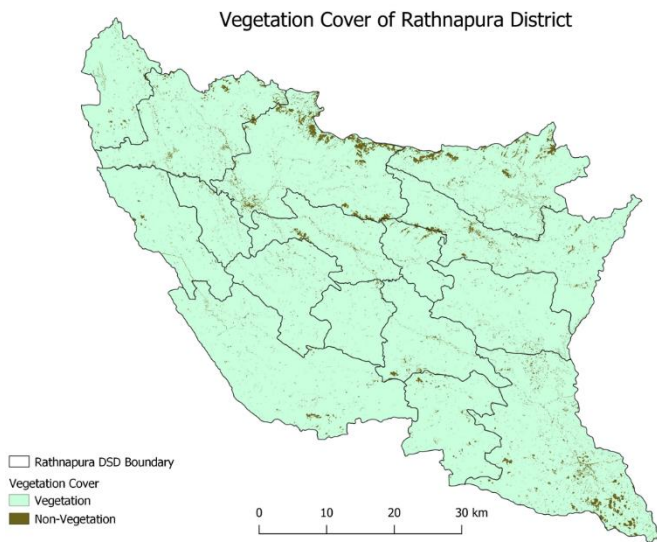 Vegetation Cover of Rathnapura District
Rathnapura DSD Boundary
Vegetation Cover
Vegetation
Non-Vegetation
0 10 20 30 km